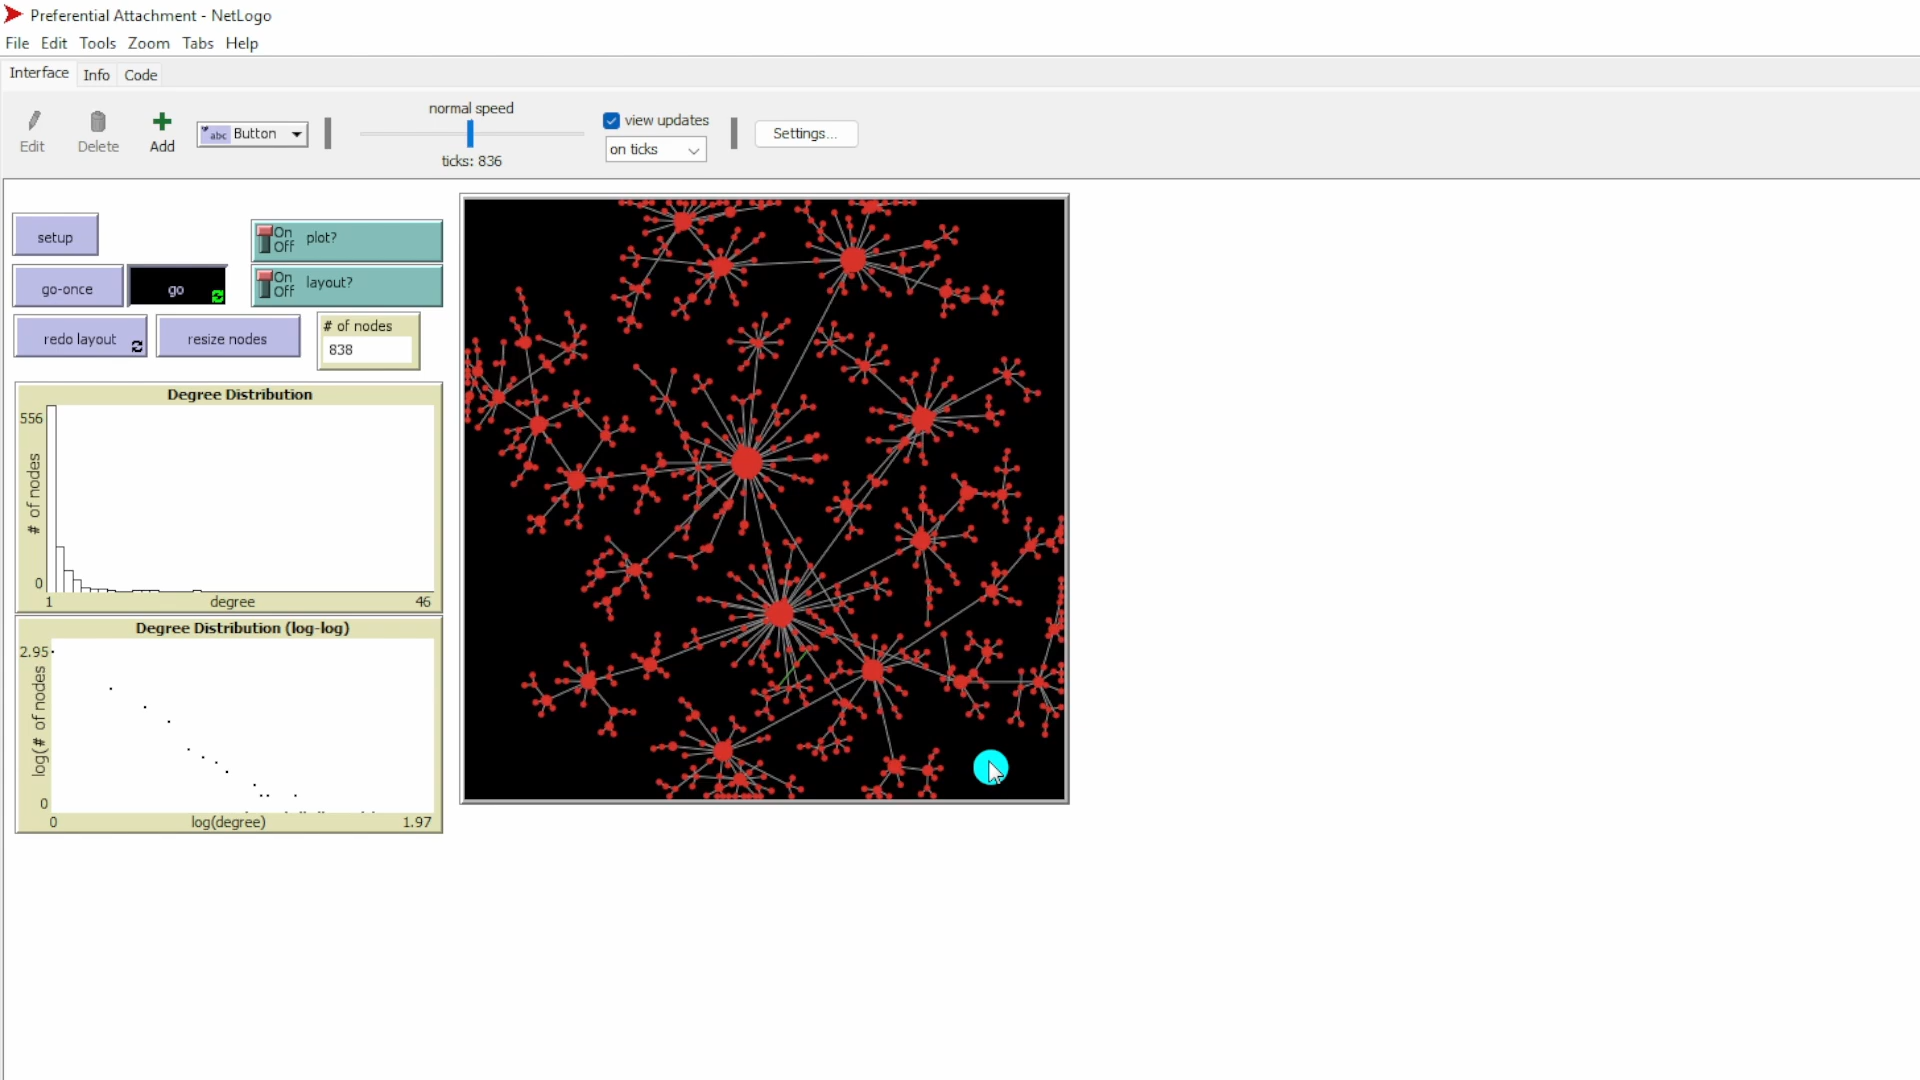 Preferential Attachment - NetLogo
File Edit Tools Zoom Tabs Help
Interface Info Code
Edit Delete Add abc Button normal speed ticks: 836 view updates on ticks Settings...
setup On Off plot?
go-once go On Off layout?
redo layout resize nodes # of nodes 838
Degree Distribution
556
# of nodes
0
1 degree 46
Degree Distribution (log-log)
2.95
log(# of nodes)
0
0 log(degree) 1.97